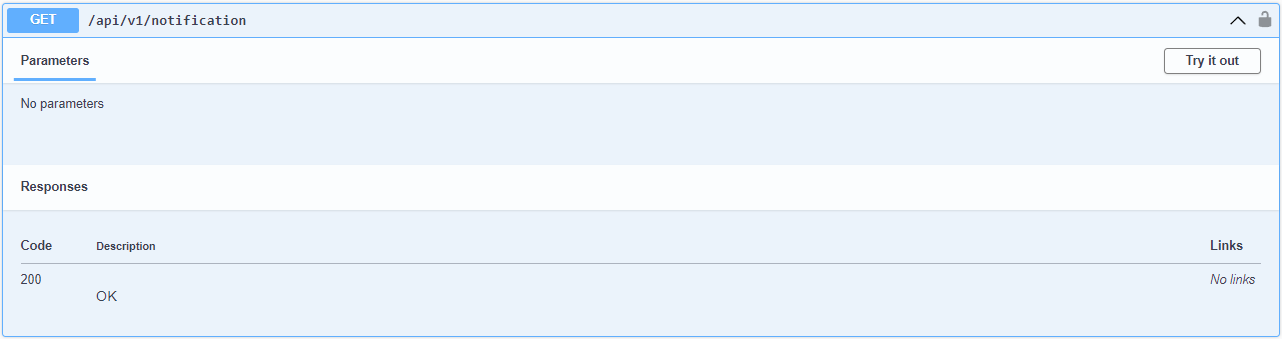 GET /api/v1/notification
Parameters
Try it out
No parameters
Responses
Code Description Links
200 No links
OK